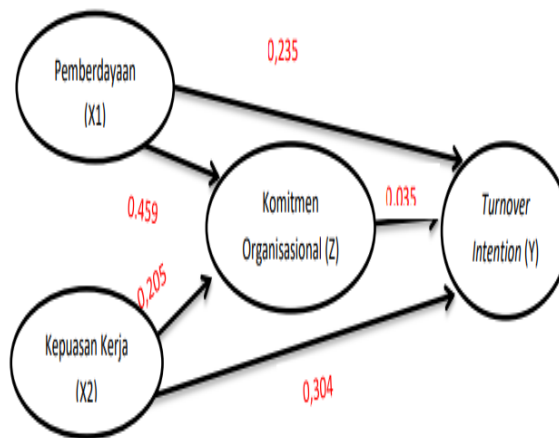 0,235
Pemberdayaan
(X1)
0.459
Komitmen
Organisasional (Z)
0.035
Turnover
Intention (Y)
0,205
Kepuasan Kerja
(X2)
0,304